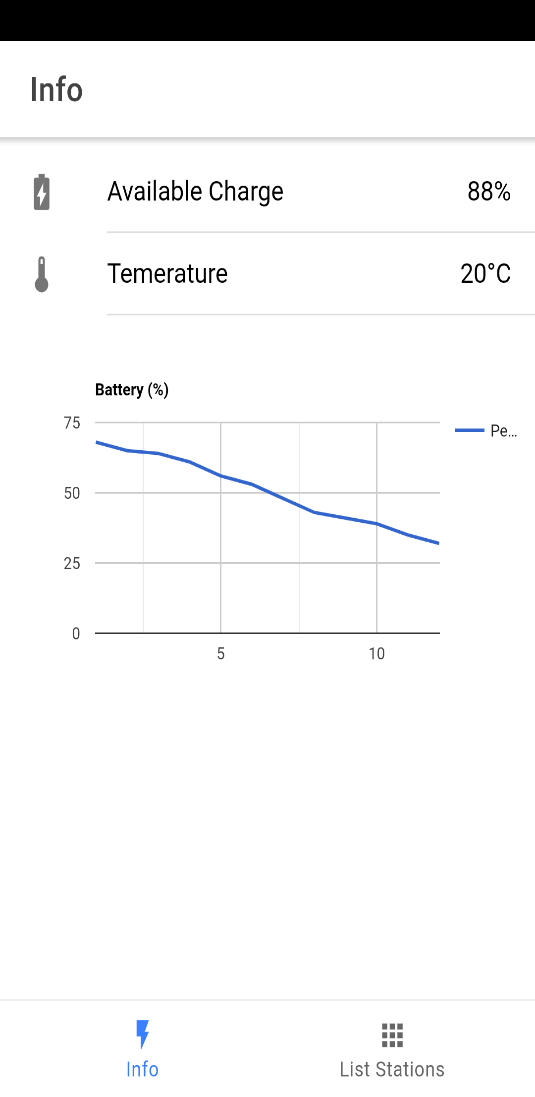 Info
Available Charge 88%
Temerature 20°C
Battery (%)
75
Pe...
50
25
0
5 10
Info List Stations